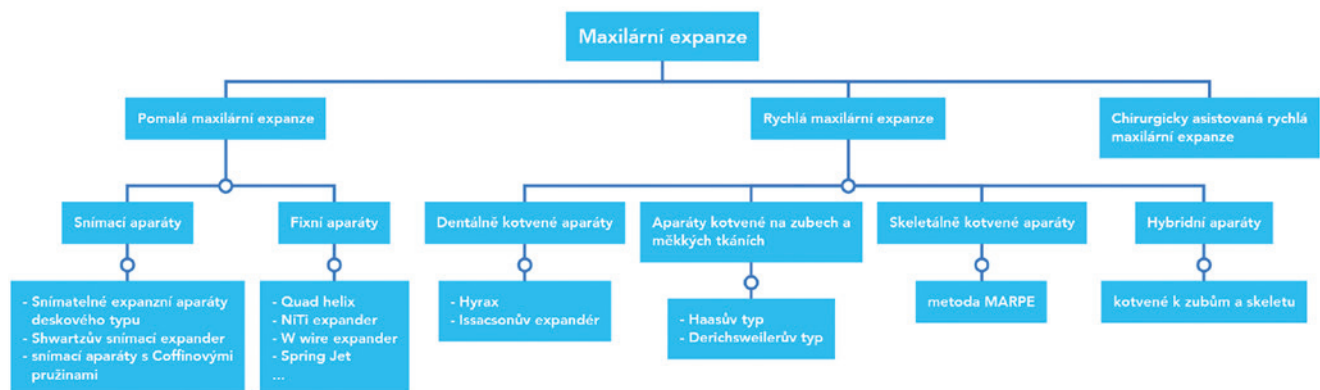 Maxilární expanze
Pomalá maxilární expanze
Rychlá maxilární expanze
Chirurgicky asistovaná rychlá
maxilární expanze
Snímací aparáty
Fixní aparáty
Dentálně kotvené aparáty
Aparáty kotvené na zubech a
měkkých tkáních
Skeletálně kotvené aparáty
Hybridní aparáty
- Snímatelné expanzní aparáty
deskového typu
- Shwartzův snímací expander
- snímací aparáty s Coffinovými
pružinami
- Quad helix
- NiTi expander
- W wire expander
- Spring Jet
...
- Hyrax
- Issacsonův expandér
- Haasův typ
- Derichsweilerův typ
metoda MARPE
kotvené k zubům a skeletu